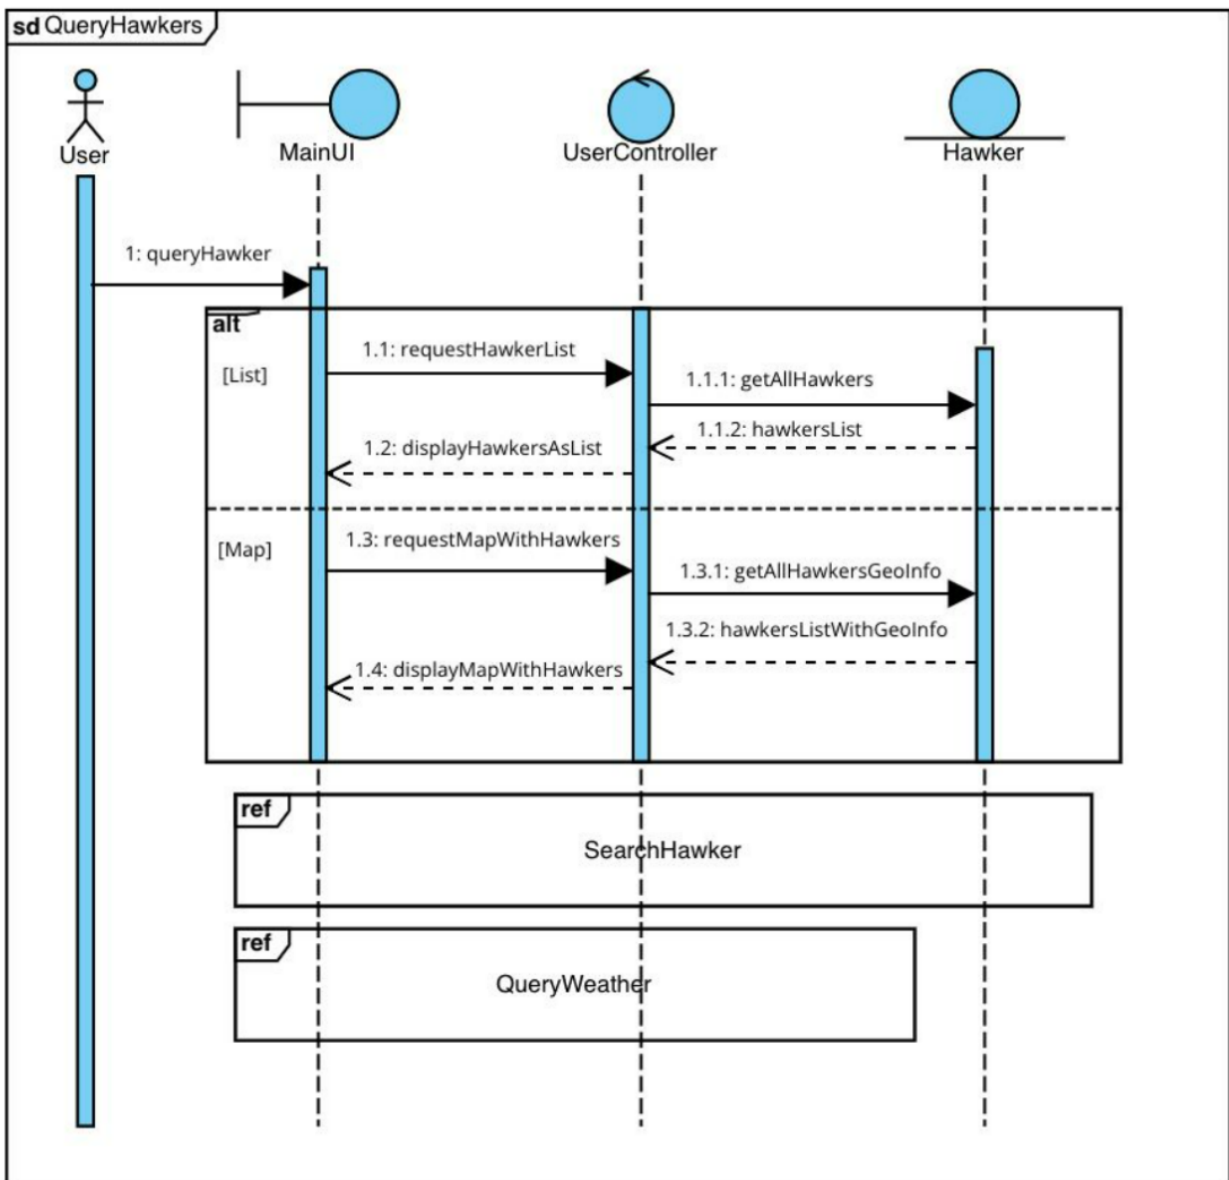 sd QueryHawkers
User
MainUI
UserController
Hawker
1: queryHawker
alt
[List]
1.1: requestHawkerList
1.1.1: getAllHawkers
1.1.2: hawkersList
1.2: displayHawkersAsList
[Map]
1.3: requestMapWithHawkers
1.3.1: getAllHawkersGeoInfo
1.3.2: hawkersListWithGeoInfo
1.4: displayMapWithHawkers
ref
SearchHawker
ref
QueryWeather